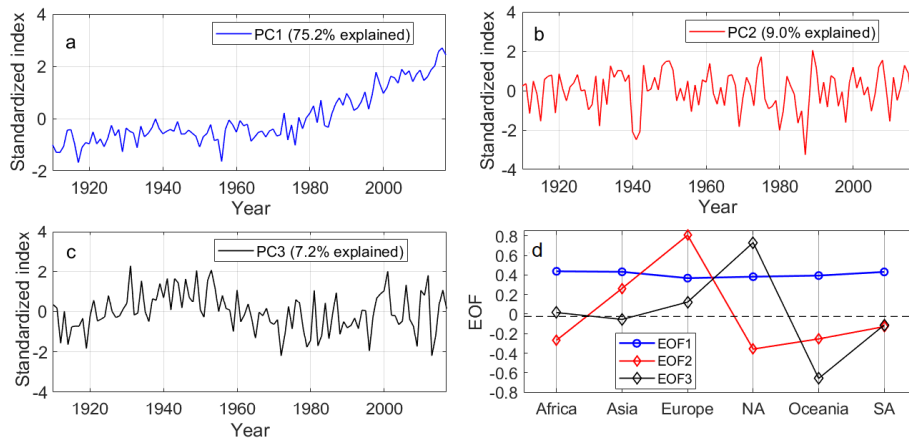 a
PC1 (75.2% explained)
Standardized index
4
2
0
-2
1920
1940
1960
1980
2000
Year
b
PC2 (9.0% explained)
Standardized index
4
2
0
-2
-4
1920
1940
1960
1980
2000
Year
c
PC3 (7.2% explained)
Standardized index
4
2
0
-2
-4
1920
1940
1960
1980
2000
Year
d
EOF
0.8
0.6
0.4
0.2
0
-0.2
-0.4
-0.6
-0.8
EOF1
EOF2
EOF3
Africa
Asia
Europe
NA
Oceania
SA